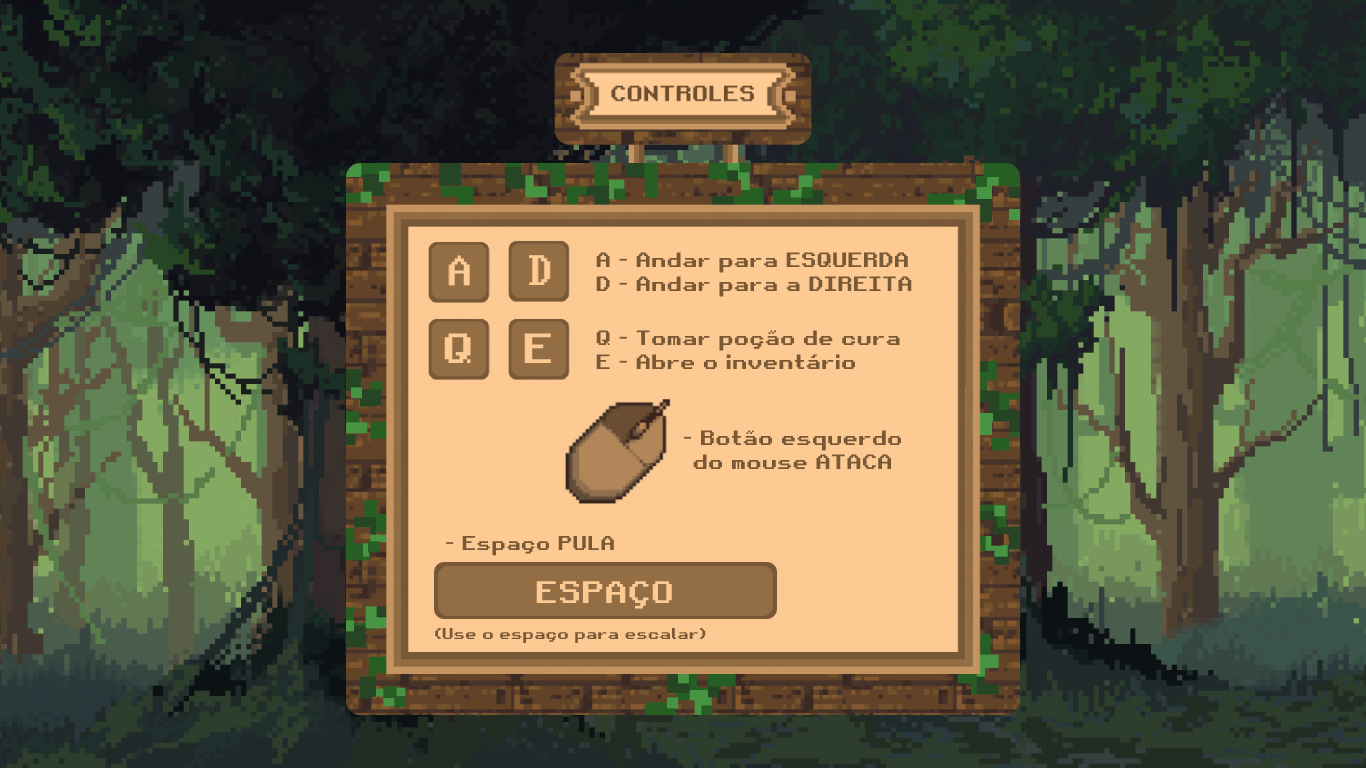 CONTROLES
A D
A - Andar para ESQUERDA
D - Andar para a DIREITA
Q E
Q - Tomar poção de cura
E - Abre o inventário
- Botão esquerdo
do mouse ATACA
- Espaço PULA
ESPAÇO
(Use o espaço para escalar)